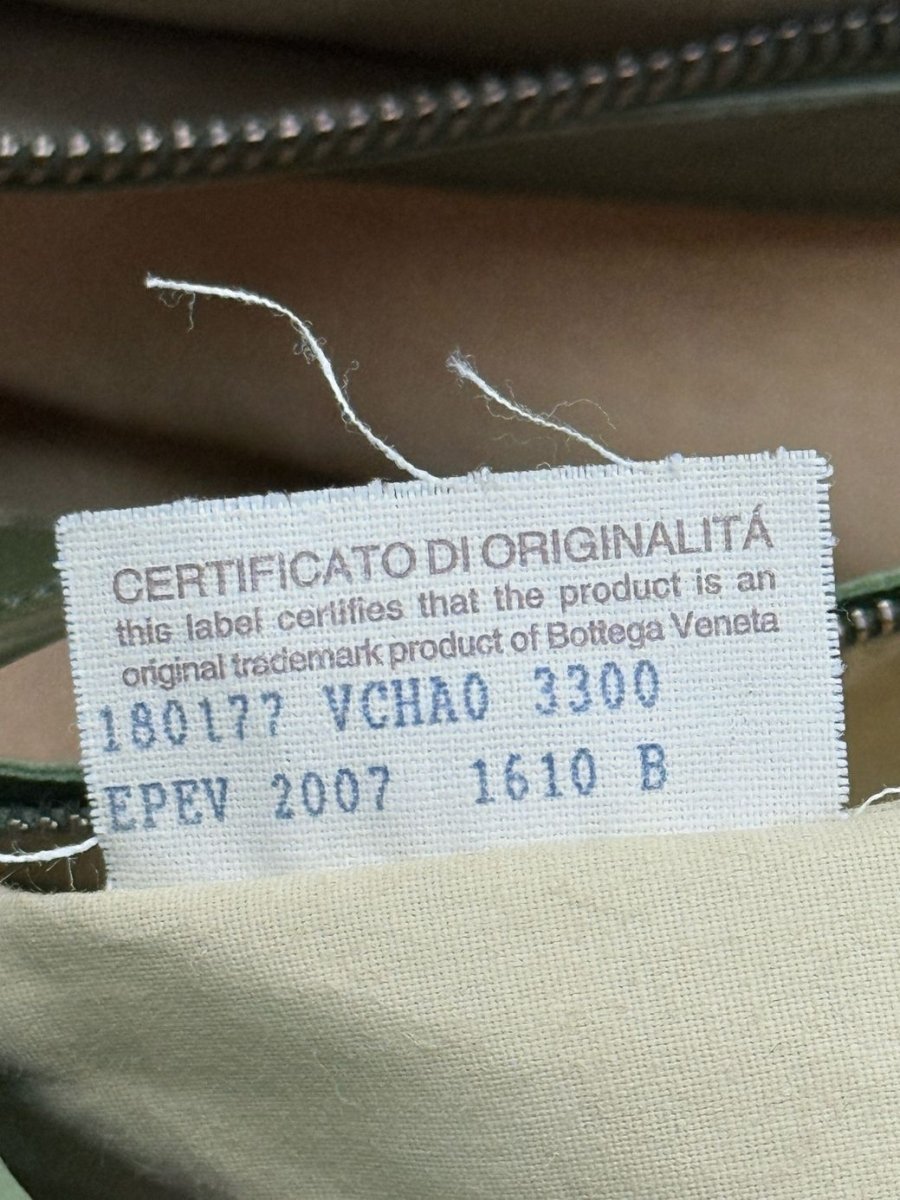 CERTIFICATO DI ORIGINALITÁ
this label certifies that the product is an
original trademark product of Bottega Veneta
180177 VCHAO 3300
EPEV 2007 1610 B